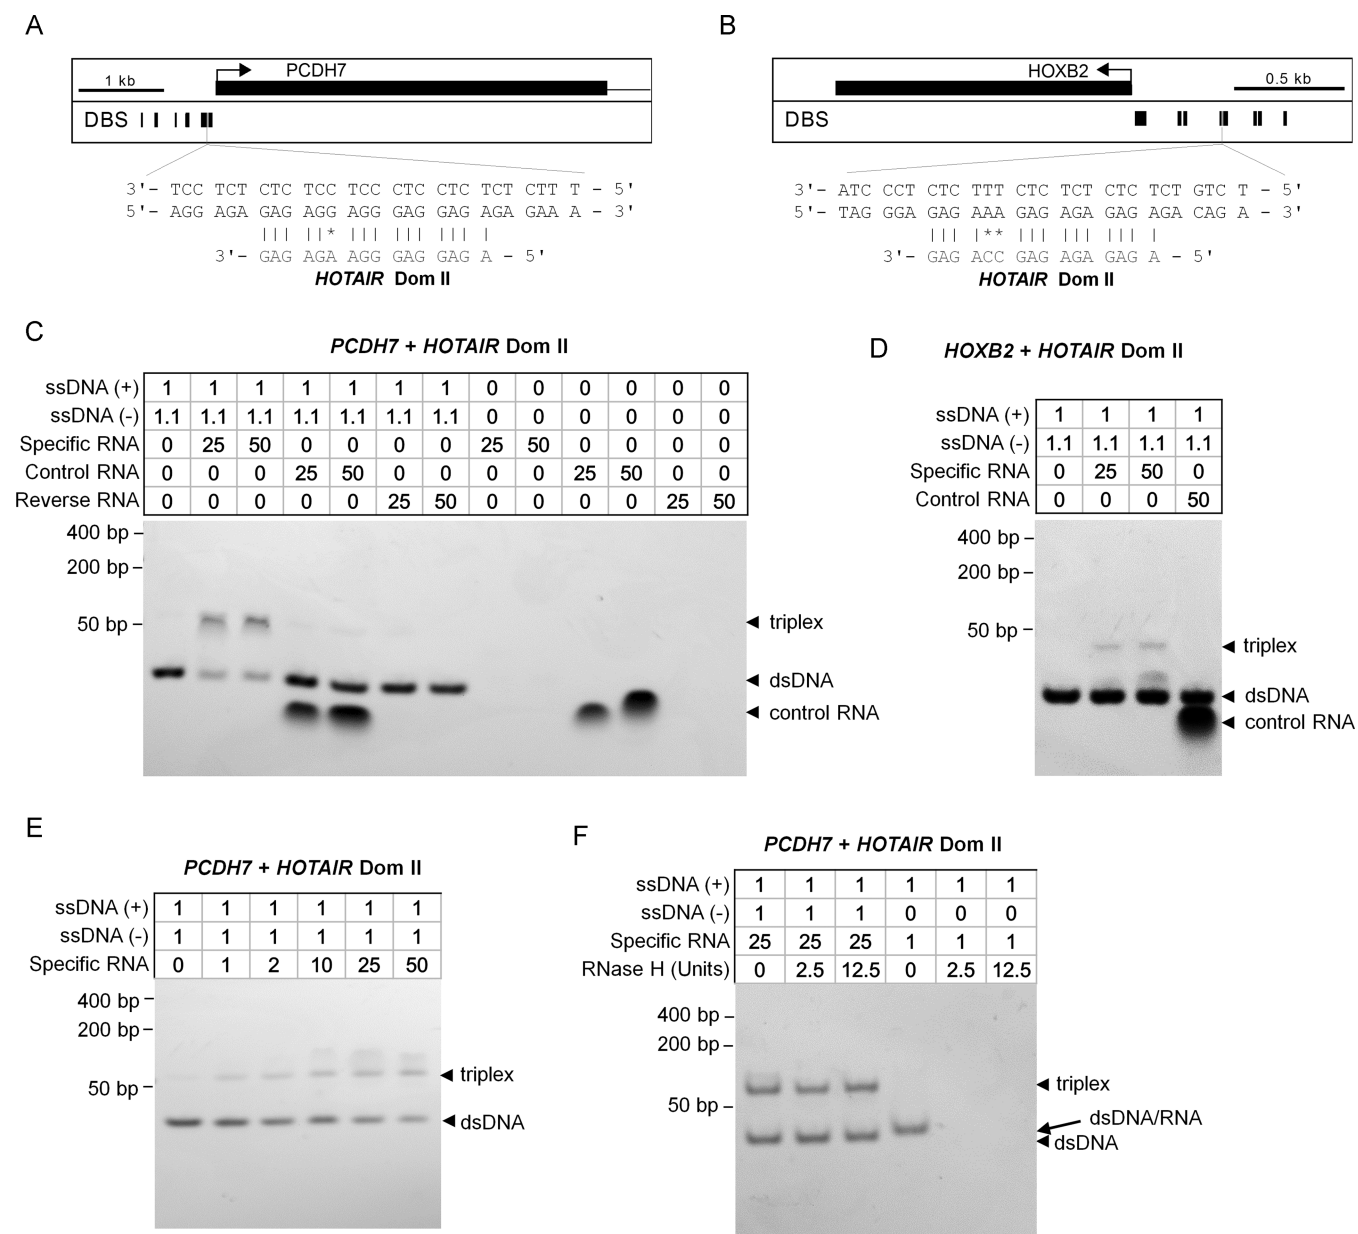 A
PCDH7
1 kb
DBS
3'- TCC TCT CTC TCC TCC CTC CTC TCT CTT T - 5'
5'- AGG AGA GAG AGG AGG GAG GAG AGA GAA A - 3'
||| ||* ||| ||| ||| |
3'- GAG AGA AGG GAG GAG A - 5'
HOTAIR Dom II
B
HOXB2
0.5 kb
DBS
3'- ATC CCT CTC TTT CTC TCT CTC TCT GTC T - 5'
5'- TAG GGA GAG AAA GAG AGA GAG AGA CAG A - 3'
||| |** ||| ||| ||| |
3'- GAG ACC GAG AGA GAG A - 5'
HOTAIR Dom II
C
PCDH7 + HOTAIR Dom II
ssDNA (+) 1 1 1 1 1 1 1 0 0 0 0 0 0
ssDNA (-) 1.1 1.1 1.1 1.1 1.1 1.1 1.1 0 0 0 0 0 0
Specific RNA 0 25 50 0 0 0 0 25 50 0 0 0 0
Control RNA 0 0 0 25 50 0 0 0 0 25 50 0 0
Reverse RNA 0 0 0 0 0 25 50 0 0 0 0 25 50
400 bp
200 bp
50 bp
triplex
dsDNA
control RNA
D
HOXB2 + HOTAIR Dom II
ssDNA (+) 1 1 1 1
ssDNA (-) 1.1 1.1 1.1 1.1
Specific RNA 0 25 50 0
Control RNA 0 0 0 50
400 bp
200 bp
50 bp
triplex
dsDNA
control RNA
E
PCDH7 + HOTAIR Dom II
ssDNA (+) 1 1 1 1 1 1
ssDNA (-) 1 1 1 1 1 1
Specific RNA 0 1 2 10 25 50
400 bp
200 bp
50 bp
triplex
dsDNA
F
PCDH7 + HOTAIR Dom II
ssDNA (+) 1 1 1 1 1 1
ssDNA (-) 1 1 1 0 0 0
Specific RNA 25 25 25 1 1 1
RNase H (Units) 0 2.5 12.5 0 2.5 12.5
400 bp
200 bp
50 bp
triplex
dsDNA/RNA
dsDNA